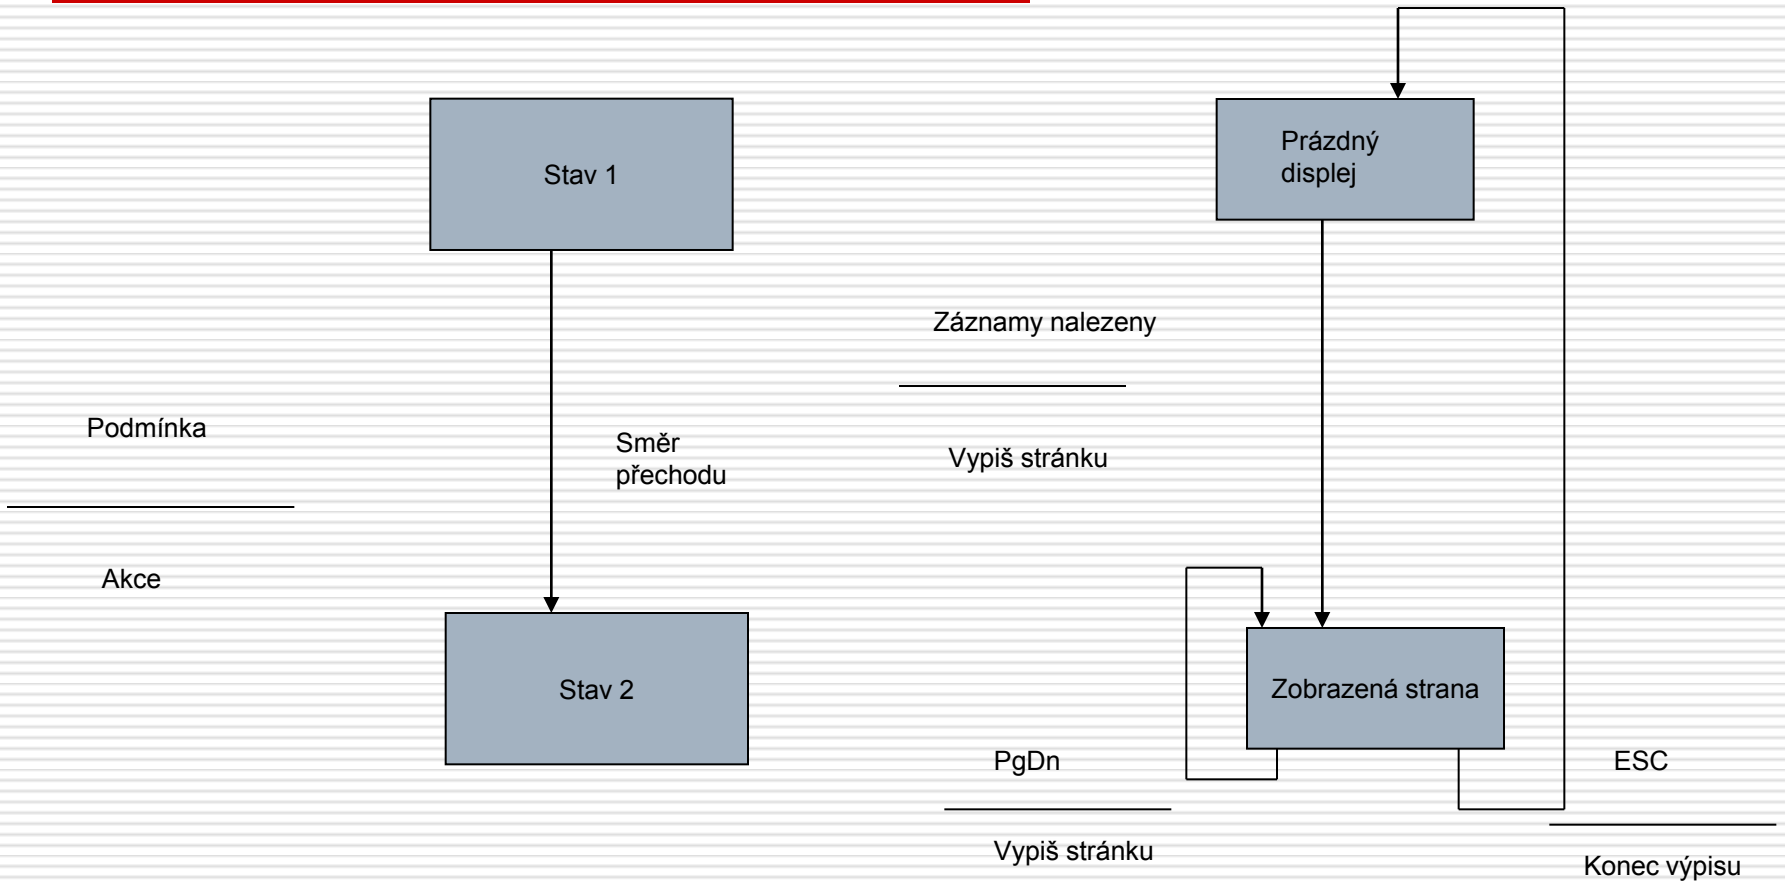 Stav 1
Podmínka
Akce
Směr
přechodu
Stav 2
Prázdný
displej
Záznamy nalezeny
Vypiš stránku
Zobrazená strana
PgDn
Vypiš stránku
ESC
Konec výpisu